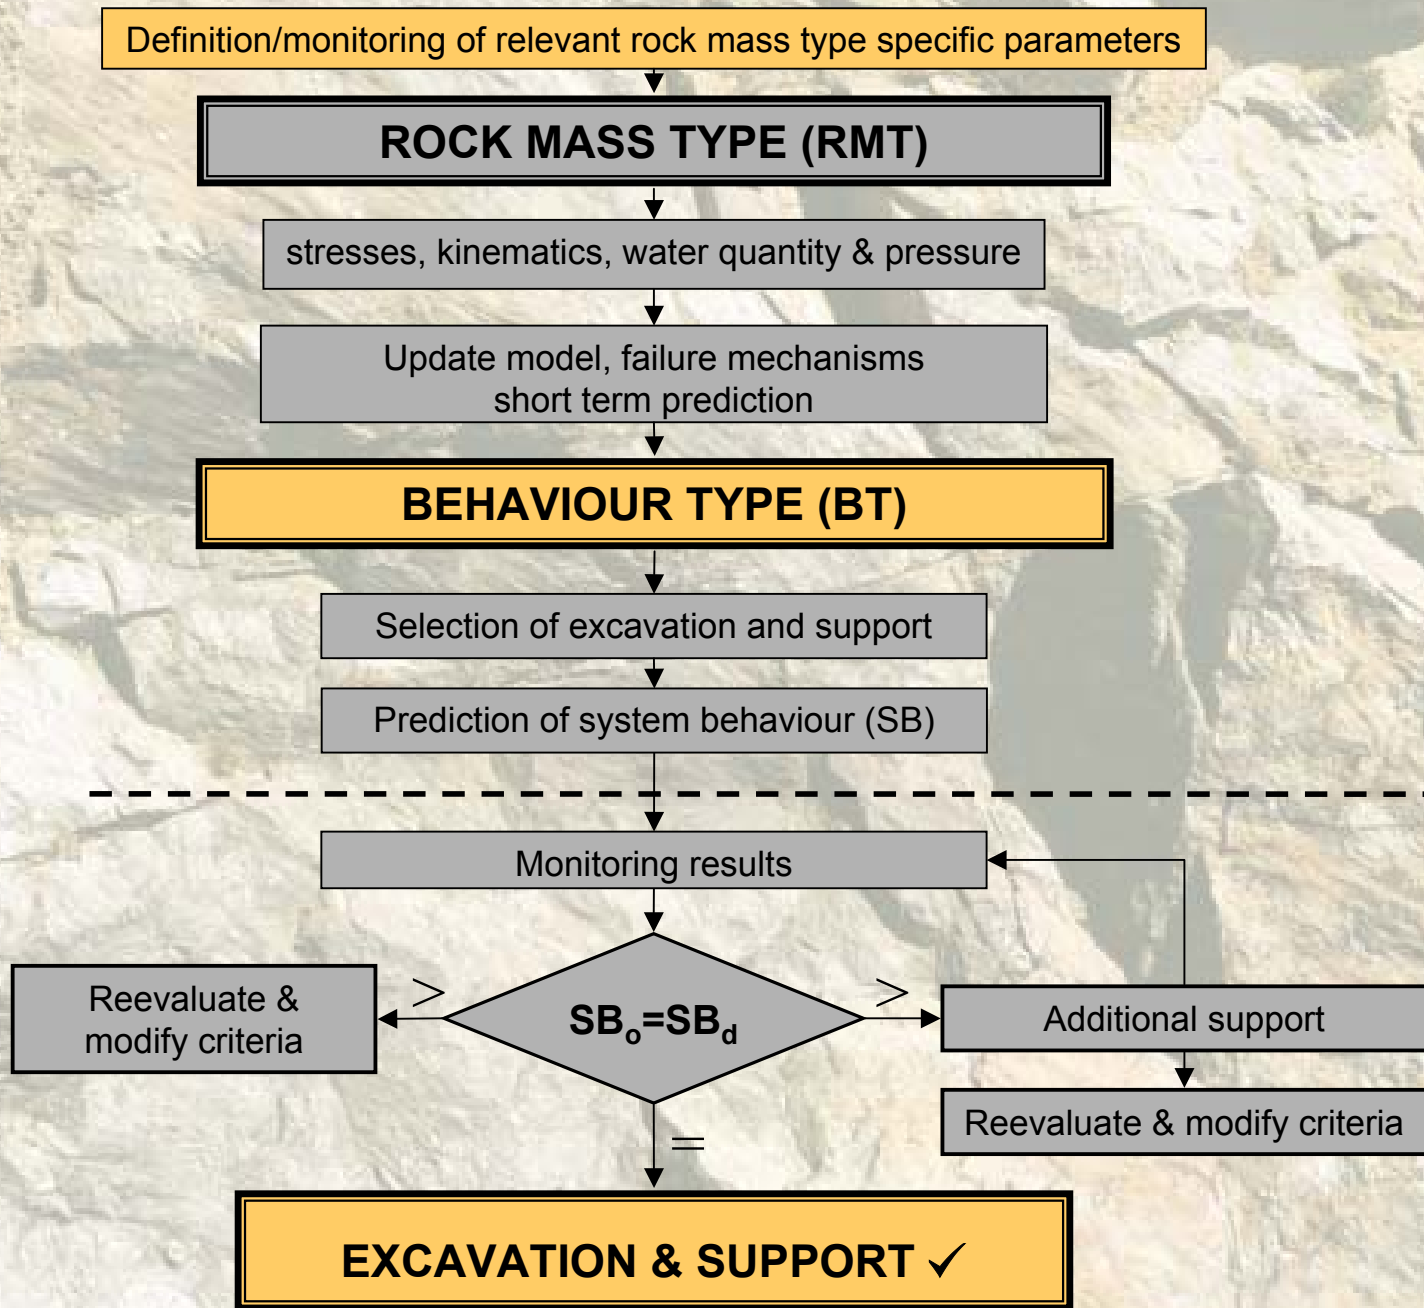 Definition/monitoring of relevant rock mass type specific parameters
ROCK MASS TYPE (RMT)
stresses, kinematics, water quantity & pressure
Update model, failure mechanisms
short term prediction
BEHAVIOUR TYPE (BT)
Selection of excavation and support
Prediction of system behaviour (SB)
Monitoring results
Reevaluate &
modify criteria
>
SBo=SBd
>
Additional support
Reevaluate & modify criteria
=
EXCAVATION & SUPPORT ✓